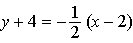 y + 4 = −1/2 (x − 2)